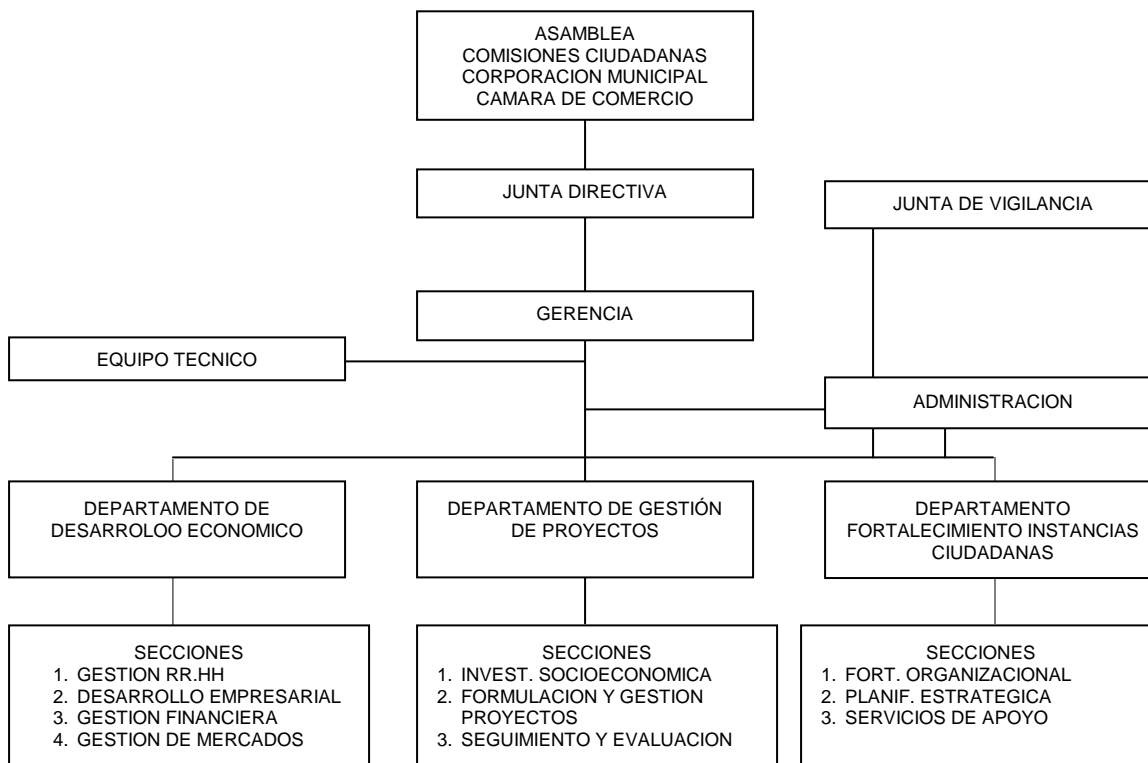 ASAMBLEA
COMISIONES CIUDADANAS
CORPORACION MUNICIPAL
CAMARA DE COMERCIO
JUNTA DIRECTIVA
JUNTA DE VIGILANCIA
GERENCIA
EQUIPO TECNICO
ADMINISTRACION
DEPARTAMENTO DE
DESARROLOO ECONOMICO
DEPARTAMENTO DE GESTIÓN
DE PROYECTOS
DEPARTAMENTO
FORTALECIMIENTO INSTANCIAS
CIUDADANAS
SECCIONES
1. GESTION RR.HH
2. DESARROLLO EMPRESARIAL
3. GESTION FINANCIERA
4. GESTION DE MERCADOS
SECCIONES
1. INVEST. SOCIOECONOMICA
2. FORMULACION Y GESTION
PROYECTOS
3. SEGUIMIENTO Y EVALUACION
SECCIONES
1. FORT. ORGANIZACIONAL
2. PLANIF. ESTRATEGICA
3. SERVICIOS DE APOYO